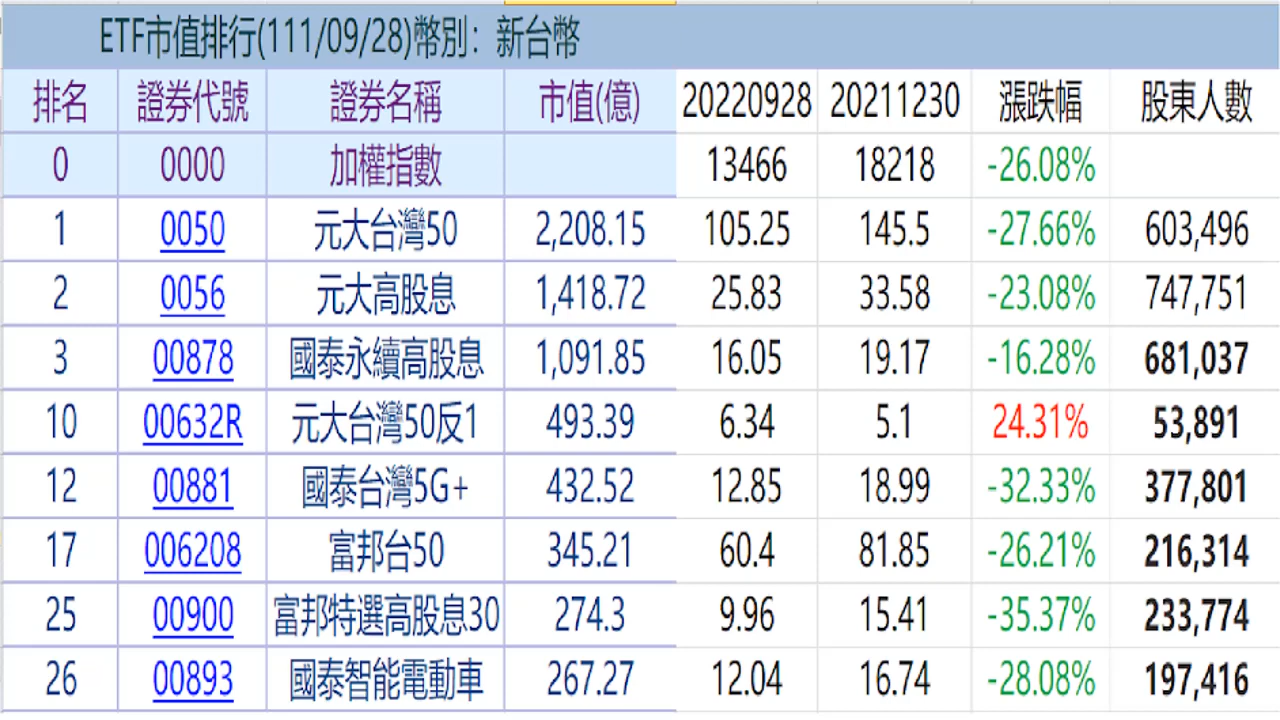 ETF市值排行(111/09/28)幣別：新台幣
排名 證券代號 證券名稱 市值(億) 20220928 20211230 漲跌幅 股東人數
0 0000 加權指數 13466 18218 -26.08%
1 0050 元大台灣50 2,208.15 105.25 145.5 -27.66% 603,496
2 0056 元大高股息 1,418.72 25.83 33.58 -23.08% 747,751
3 00878 國泰永續高股息 1,091.85 16.05 19.17 -16.28% 681,037
10 00632R 元大台灣50反1 493.39 6.34 5.1 24.31% 53,891
12 00881 國泰台灣5G+ 432.52 12.85 18.99 -32.33% 377,801
17 006208 富邦台50 345.21 60.4 81.85 -26.21% 216,314
25 00900 富邦特選高股息30 274.3 9.96 15.41 -35.37% 233,774
26 00893 國泰智能電動車 267.27 12.04 16.74 -28.08% 197,416